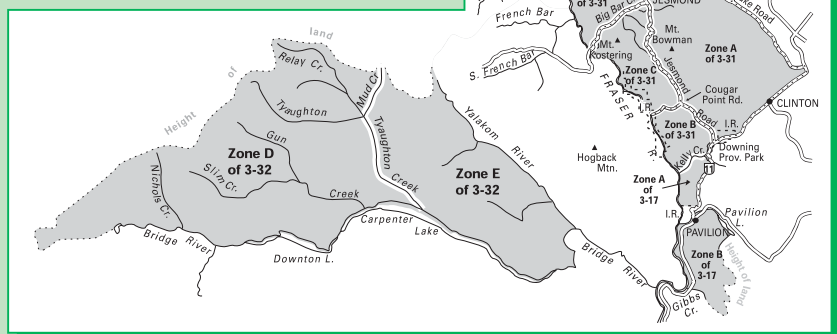 of 3-31
Big Bar Cr.
JESMOND
French Bar
Mt.
Bowman
Zone A
of 3-31
Mt.
Kostering
S. French Bar
Zone C
of 3-31
Jesmond
Road
Cougar
Point Rd.
FRASER
R.
I.R.
CLINTON
Zone B
of 3-31
I.R.
Kelly Cr.
Downing
Prov. Park
Hogback
Mtn.
Zone A
of
3-17
I.R.
Pavilion
L.
PAVILION
Zone B
of
3-17
Height of land
Gibbs
Cr.
Height of land
Relay Cr.
Mud Cr.
Tyaughton
Gun
Creek
Zone D
of 3-32
Slim Cr.
Nichols Cr.
Tyaughton
Creek
Yalakom River
Zone E
of 3-32
Carpenter
Lake
Bridge River
Downton L.
Bridge River